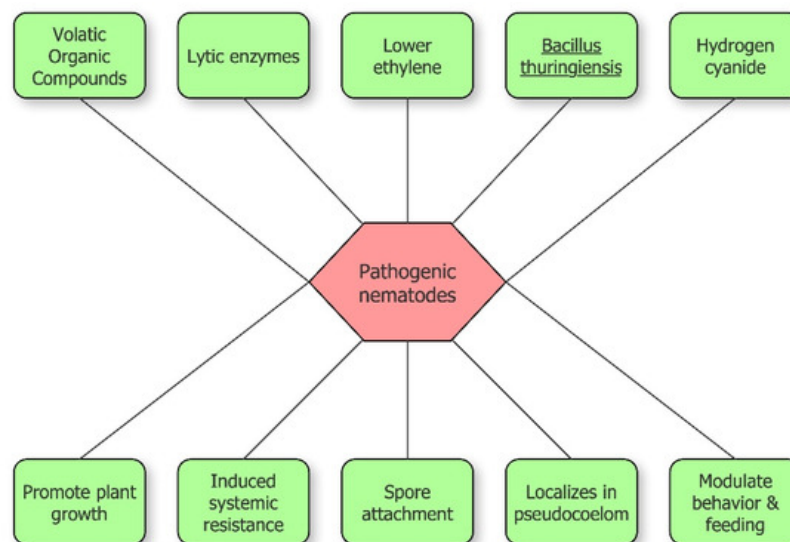 Volatic
Organic
Compounds
Lytic enzymes
Lower
ethylene
Bacillus
thuringiensis
Hydrogen
cyanide
Pathogenic
nematodes
Promote plant
growth
Induced
systemic
resistance
Spore
attachment
Localizes in
pseudocoelom
Modulate
behavior &
feeding